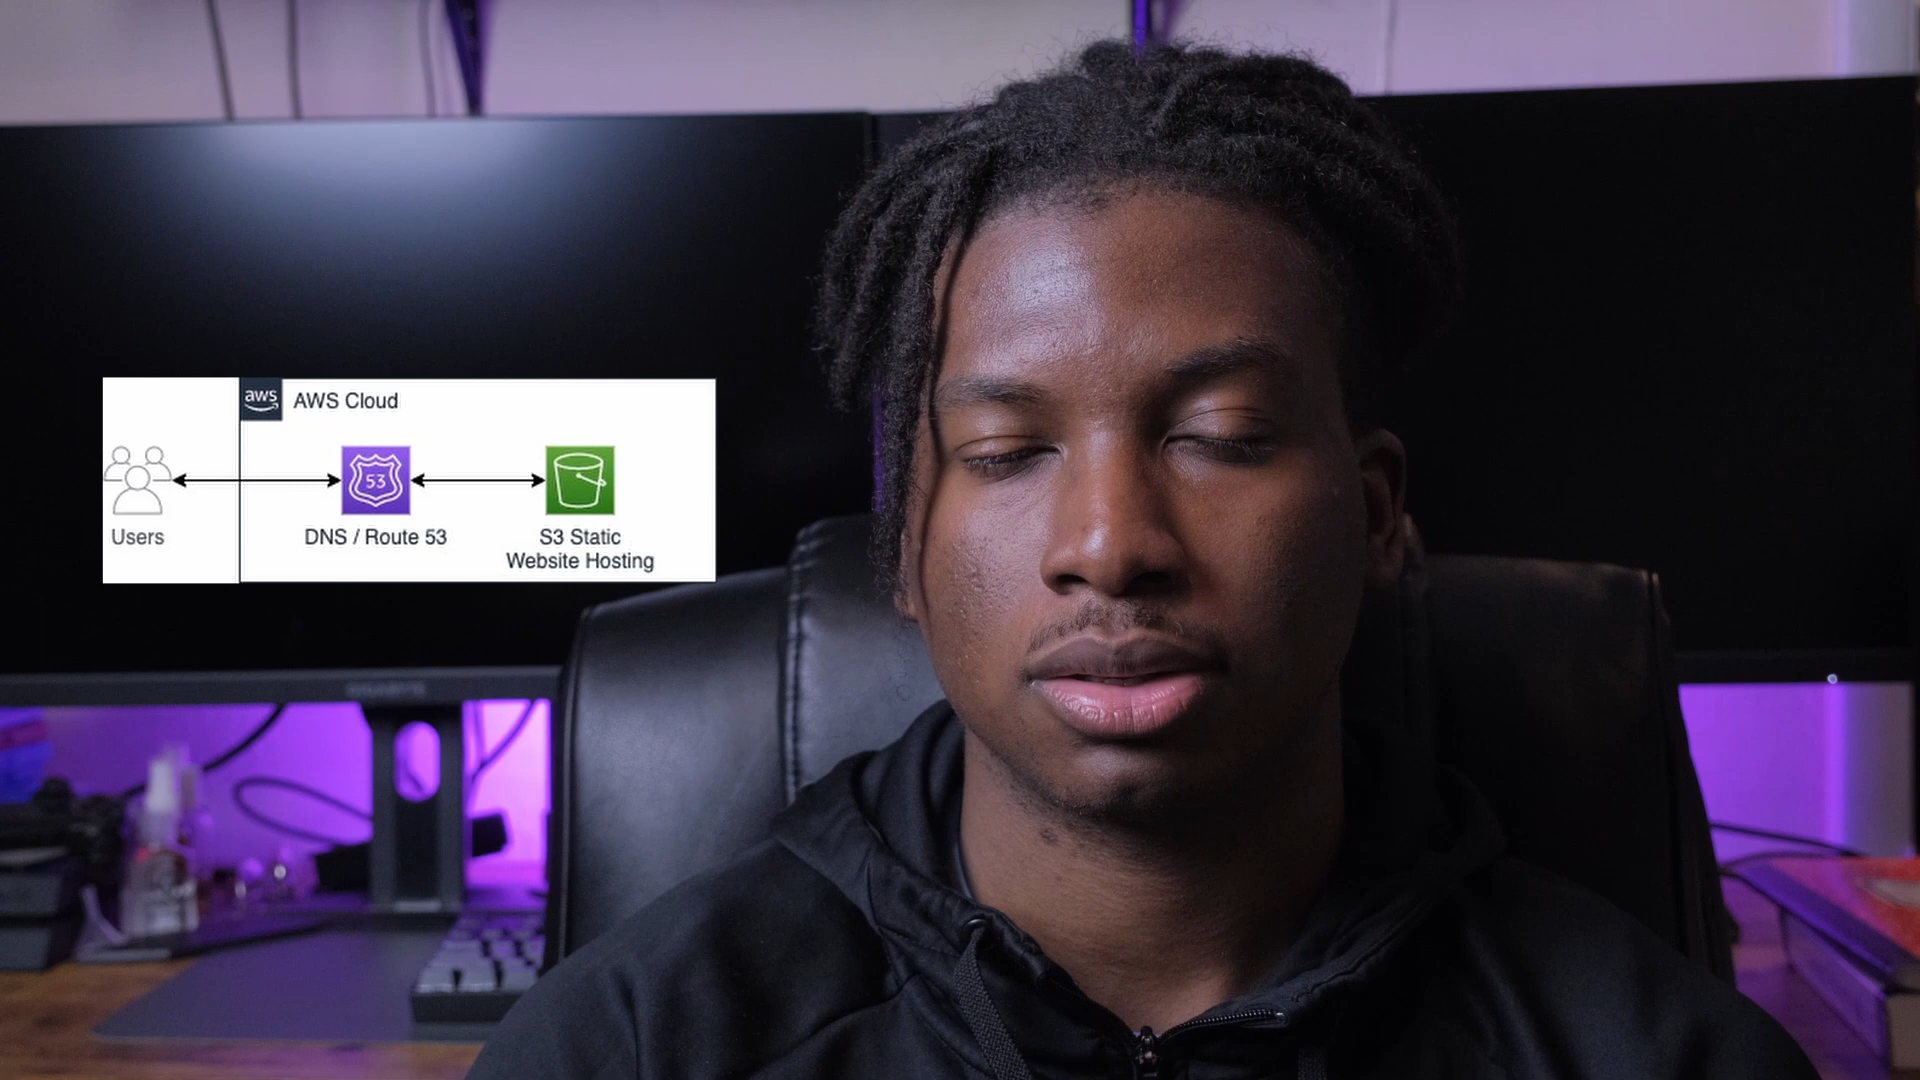 aws
AWS Cloud
53
Users
DNS / Route 53
S3 Static
Website Hosting